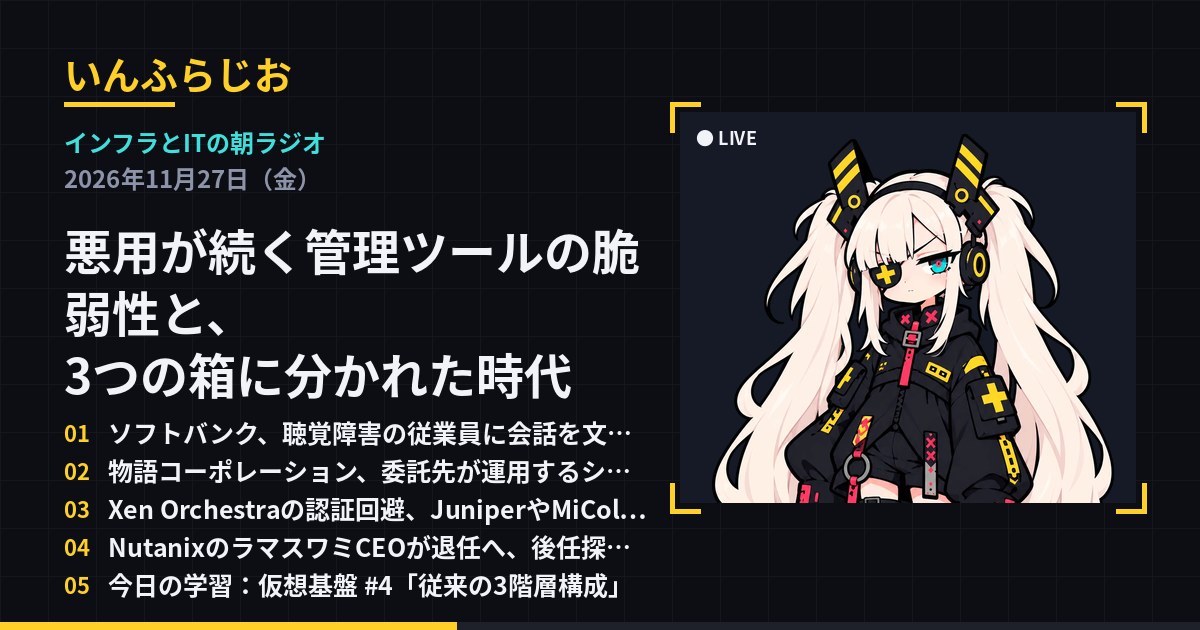 いんふらじお
インフラとITの朝ラジオ
2026年11月27日（金）
悪用が続く管理ツールの脆
弱性と、
3つの箱に分かれた時代
01 ソフトバンク、聴覚障害の従業員に会話を文…
02 物語コーポレーション、委託先が運用するシ…
03 Xen Orchestraの認証回避、JuniperやMiCol…
04 NutanixのラマスワミCEOが退任へ、後任探…
05 今日の学習：仮想基盤 #4「従来の3階層構成」
LIVE